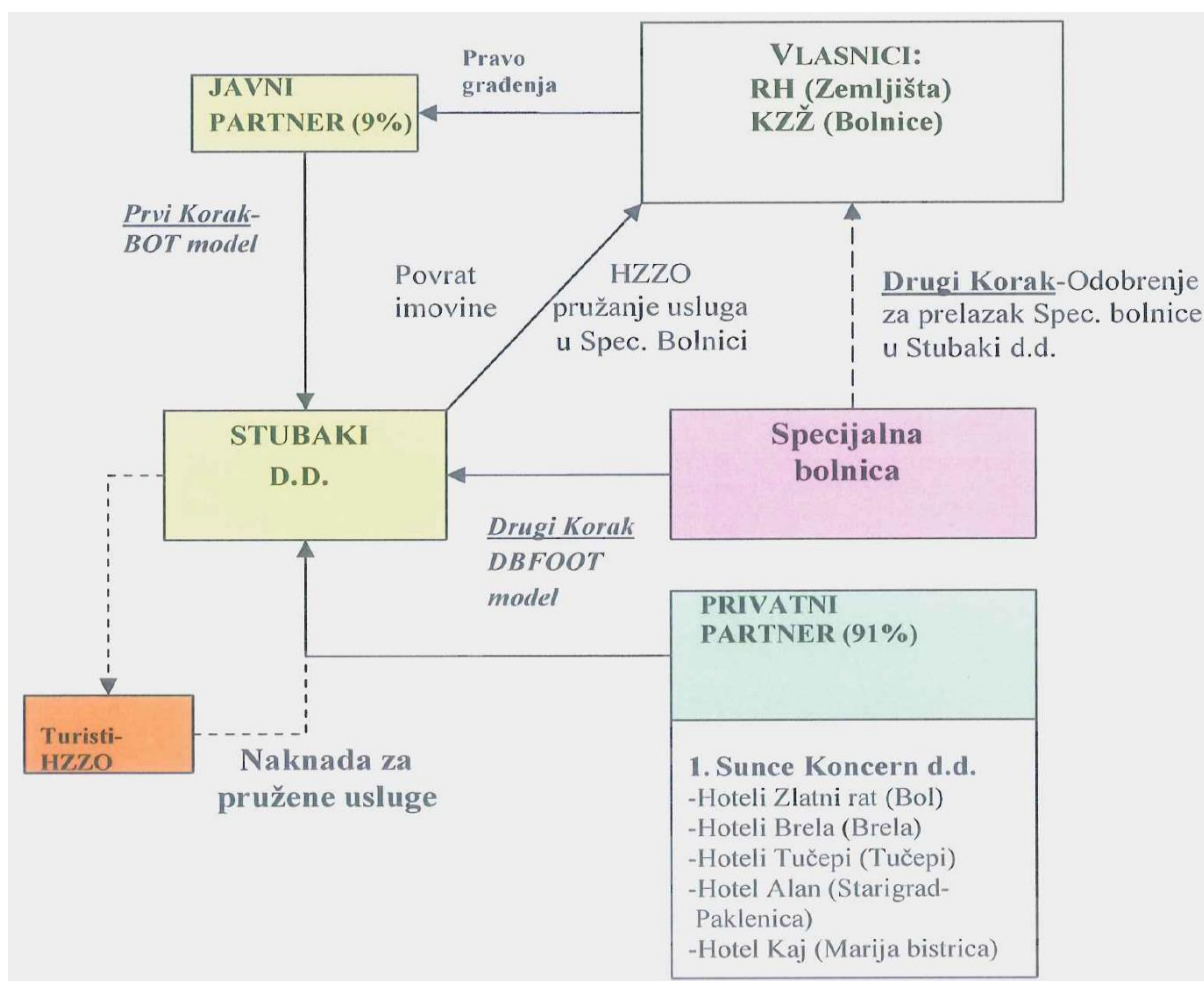 JAVNI
PARTNER (9%)
Pravo
građenja
VLASNICI:
RH (Zemljišta)
KZŽ (Bolnice)
Prvi Korak-
BOT model
Povrat
imovine
HZZO
pružanje usluga
u Spec. Bolnici
Drugi Korak-Odobrenje
za prelazak Spec. bolnice
u Stubaki d.d.
STUBAKI
D.D.
Specijalna
bolnica
Drugi Korak
DBFOOT
model
PRIVATNI
PARTNER (91%)
Turisti-
HZZO
Naknada za
pružene usluge
1. Sunce Koncern d.d.
-Hoteli Zlatni rat (Bol)
-Hoteli Brela (Brela)
-Hoteli Tučepi (Tučepi)
-Hotel Alan (Starigrad-
Paklenica)
-Hotel Kaj (Marija bistrica)